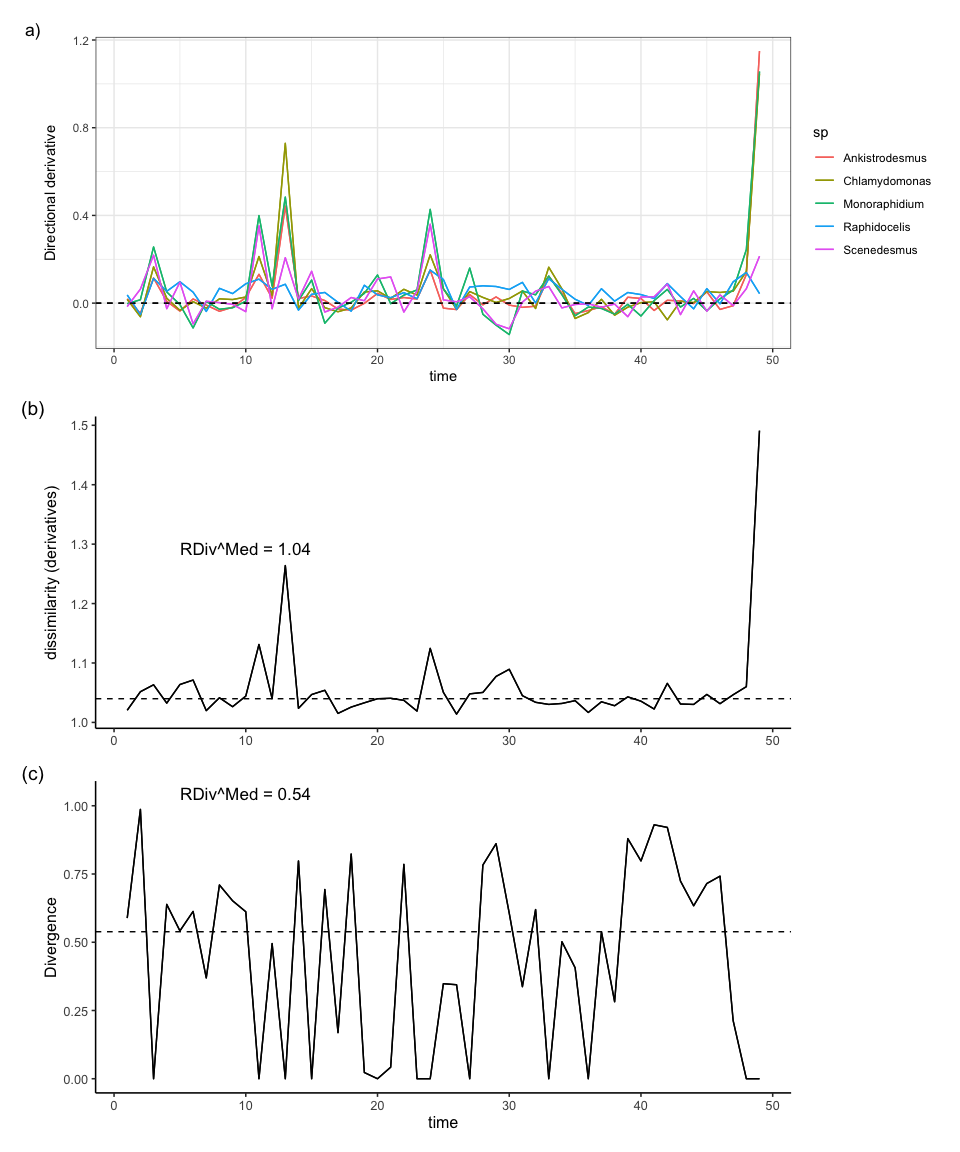 a)
Directional derivative
1.2
0.8
0.4
0.0
0 10 20 30 40 50
time
sp
Ankistrodesmus
Chlamydomonas
Monoraphidium
Raphidocelis
Scenedesmus
(b)
dissimilarity (derivatives)
1.5
1.4
1.3
1.2
1.1
1.0
RDiv^Med = 1.04
0 10 20 30 40 50
(c)
Divergence
1.00
0.75
0.50
0.25
0.00
RDiv^Med = 0.54
0 10 20 30 40 50
time